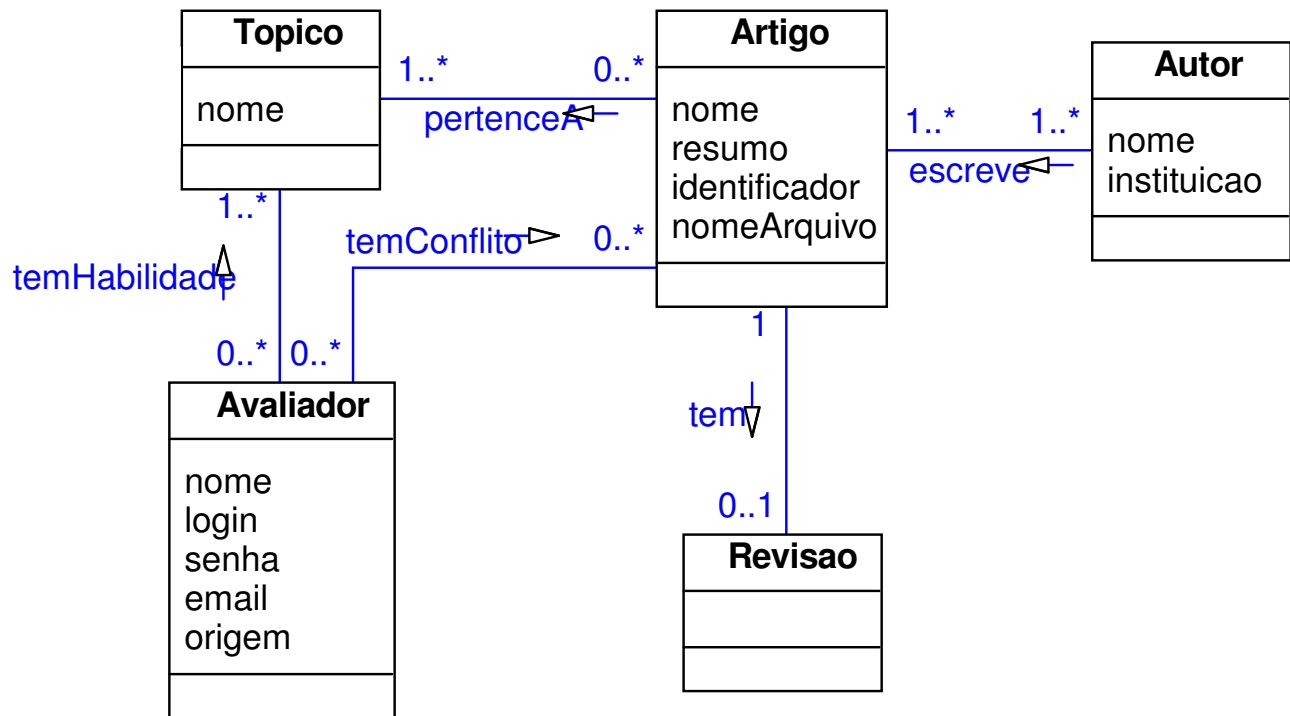 Topico
nome
1..*
0..*
pertenceA
Artigo
nome
resumo
identificador
nomeArquivo
1..*
1..*
escreve
Autor
nome
instituicao
1..*
temHabilidade
0..*
temConflito
0..*
0..*
Avaliador
nome
login
senha
email
origem
1
tem
0..1
Revisao